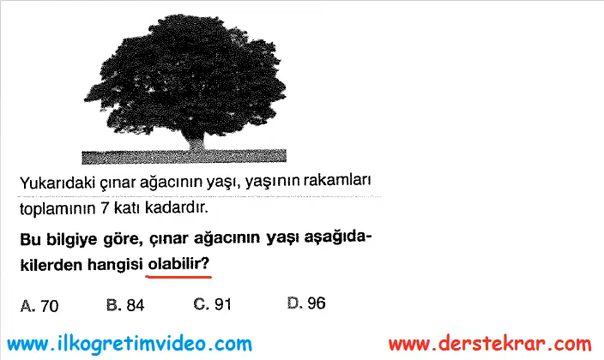 Yukarıdaki çınar ağacının yaşı, yaşının rakamları
toplamının 7 katı kadardır.
Bu bilgiye göre, çınar ağacının yaşı aşağıda-
kilerden hangisi olabilir?
A. 70 B. 84 C. 91 D. 96
www.ilkogretimvideo.com www.derstekrar.com